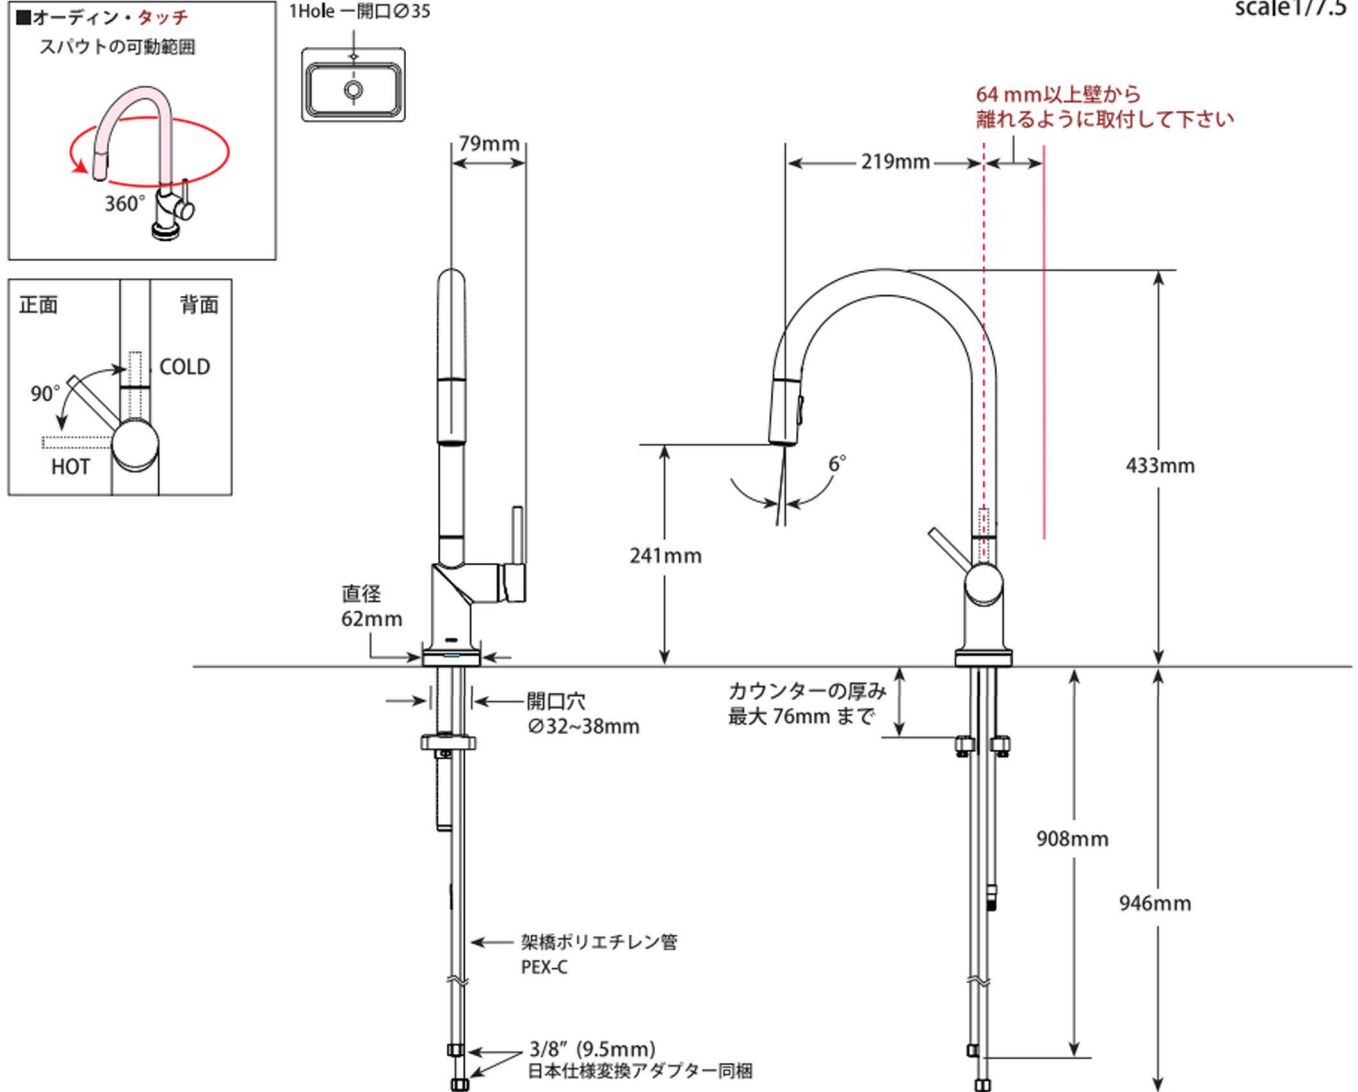 ■オーディン・タッチ
スパウトの可動範囲
360°
1Hole ー開口∅35
scale1/7.5
正面
背面
COLD
90°
HOT
79mm
64 mm以上壁から
離れるように取付して下さい
219mm
6°
433mm
241mm
直径
62mm
開口穴
∅32~38mm
カウンターの厚み
最大 76mm まで
908mm
946mm
架橋ポリエチレン管
PEX-C
3/8” (9.5mm)
日本仕様変換アダプター同梱